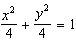 x²/4 + y²/4 = 1